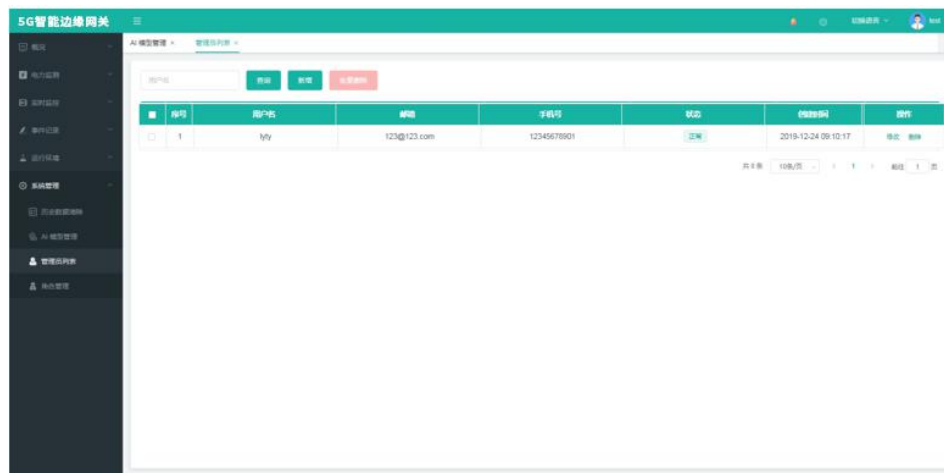 5G智能边缘网关
切换语言
test
概况
AI 模型管理 ×
管理员列表 ×
电力监测
用户名
查询
新增
批量删除
实时监控
序号
用户名
邮箱
手机号
状态
创建时间
操作
事件记录
1
lyty
123@123.com
12345678901
正常
2019-12-24 09:10:17
修改
删除
运行环境
10条/页
1
前往
1
页
系统管理
历史数据清除
AI 模型管理
管理员列表
角色管理